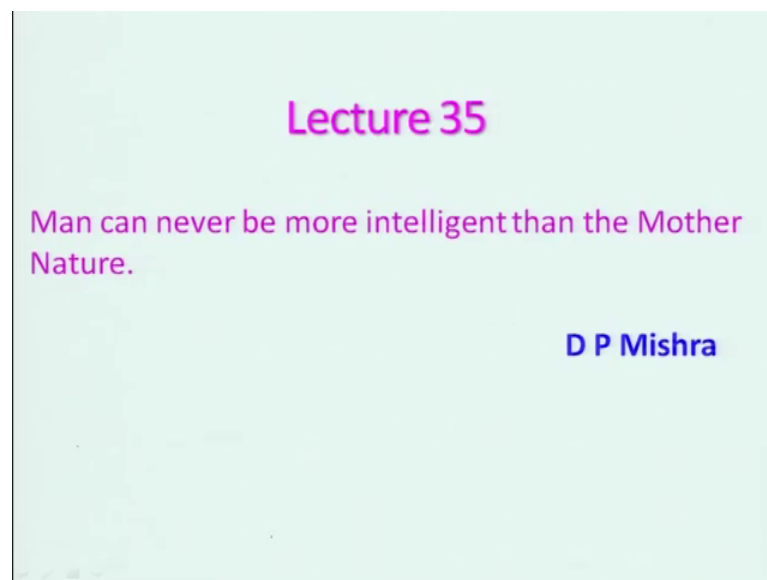 Lecture 35
Man can never be more intelligent than the Mother
Nature.
D P Mishra